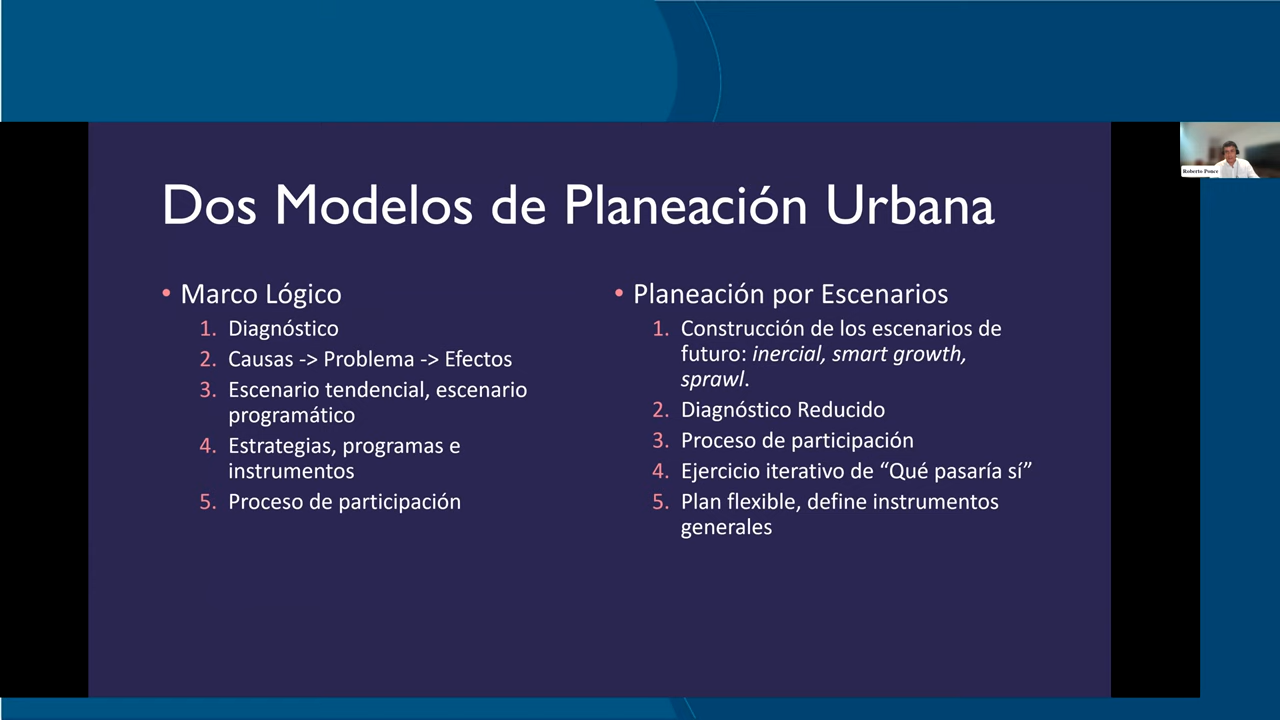 Dos Modelos de Planeación Urbana
• Marco Lógico
1. Diagnóstico
2. Causas -> Problema -> Efectos
3. Escenario tendencial, escenario
programático
4. Estrategias, programas e
instrumentos
5. Proceso de participación
• Planeación por Escenarios
1. Construcción de los escenarios de
futuro: inercial, smart growth,
sprawl.
2. Diagnóstico Reducido
3. Proceso de participación
4. Ejercicio iterativo de “Qué pasaría sí”
5. Plan flexible, define instrumentos
generales
Roberto Ponce